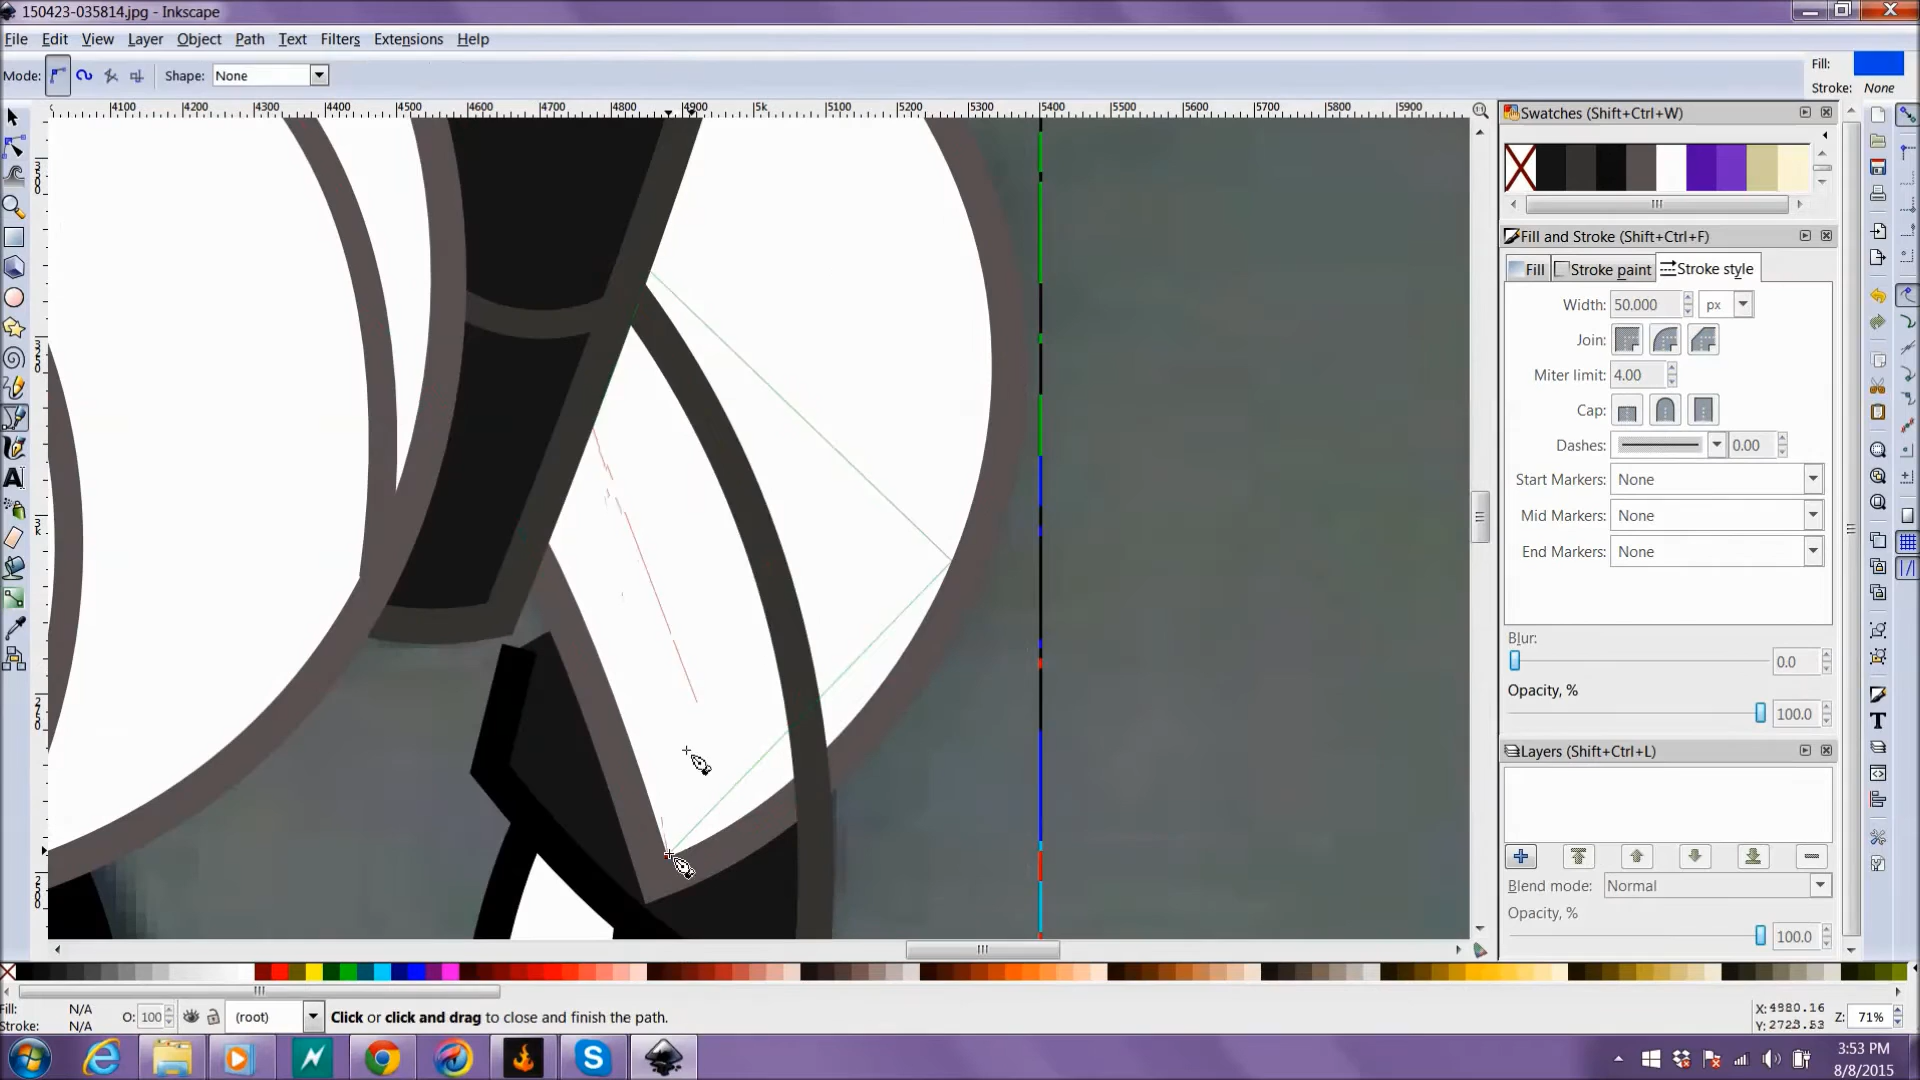 150423-035814.jpg - Inkscape
File Edit View Layer Object Path Text Filters Extensions Help
Mode: Shape: None Fill:
Stroke: None
4100 4200 4300 4400 4500 4600 4700 4800 4900 5k 5100 5200 5300 5400 5500 5600 5700 5800 5900
Swatches (Shift+Ctrl+W)
Fill and Stroke (Shift+Ctrl+F)
Fill Stroke paint Stroke style
Width: 50.000 px
Join:
Miter limit: 4.00
Cap:
Dashes: 0.00
Start Markers: None
Mid Markers: None
End Markers: None
Blur:
0.0
Opacity, %
100.0
Layers (Shift+Ctrl+L)
Blend mode: Normal
Opacity, %
100.0
Fill: N/A
Stroke: N/A
O: 100 (root) Click or click and drag to close and finish the path.
X:4980.16
Y:2723.53
Z: 71%
3:53 PM
8/8/2015